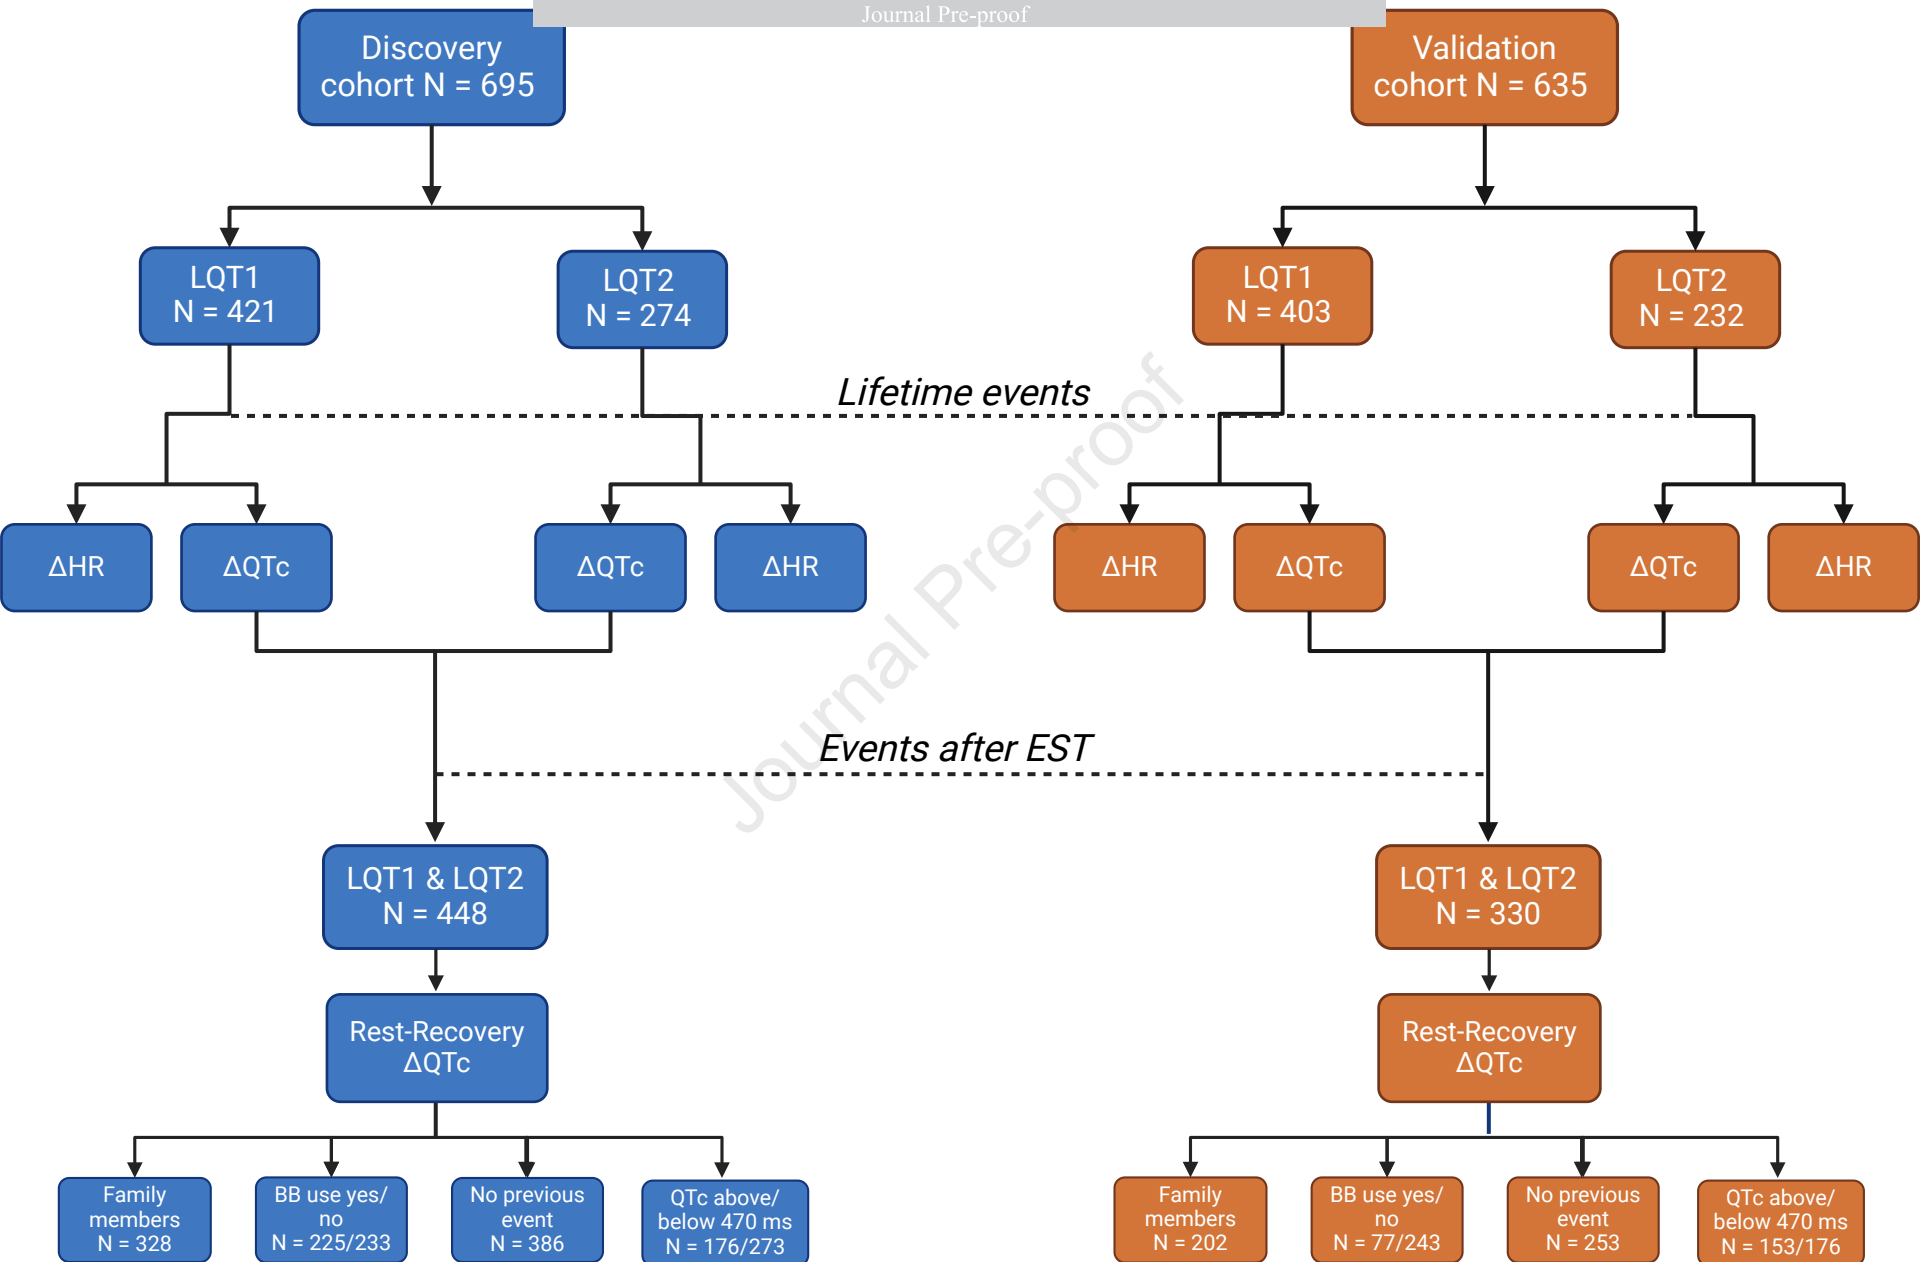 Journal Pre-proof
Discovery
cohort N = 695
Validation
cohort N = 635
LQT1
N = 421
LQT2
N = 274
LQT1
N = 403
LQT2
N = 232
Lifetime events
ΔHR
ΔQTc
ΔQTc
ΔHR
ΔHR
ΔQTc
ΔQTc
ΔHR
Journal Pre-proof
Events after EST
LQT1 & LQT2
N = 448
LQT1 & LQT2
N = 330
Rest-Recovery
ΔQTc
Rest-Recovery
ΔQTc
Family
members
N = 328
BB use yes/
no
N = 225/233
No previous
event
N = 386
QTc above/
below 470 ms
N = 176/273
Family
members
N = 202
BB use yes/
no
N = 77/243
No previous
event
N = 253
QTc above/
below 470 ms
N = 153/176